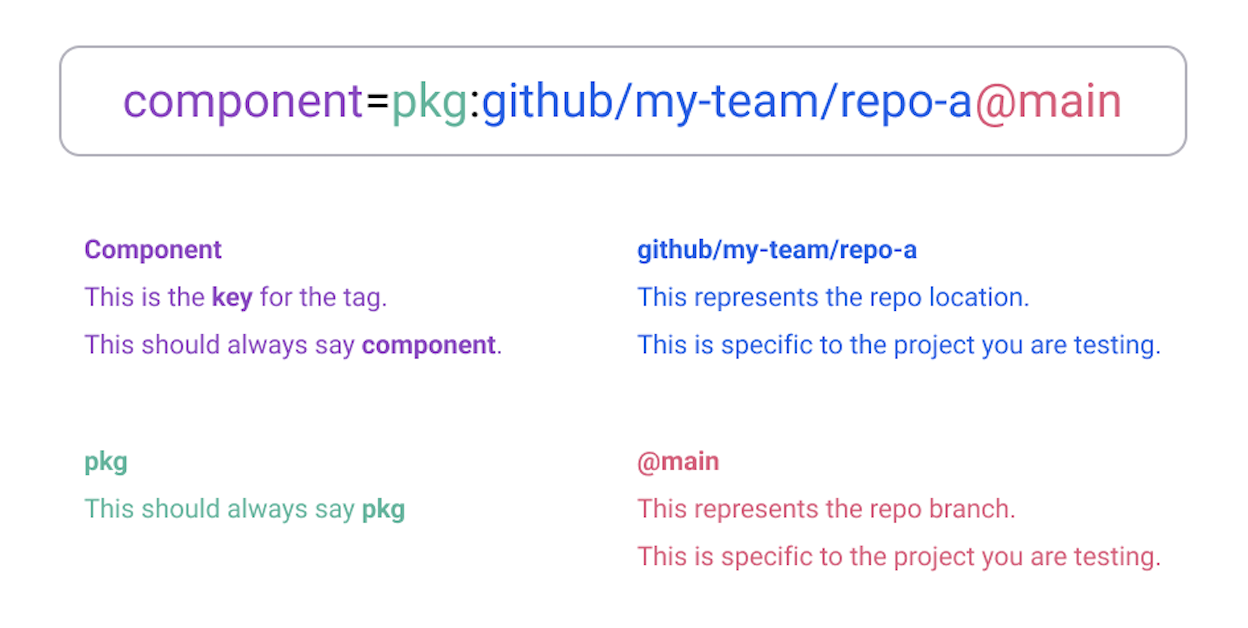 component=pkg:github/my-team/repo-a@main
Component
This is the key for the tag.
This should always say component.
github/my-team/repo-a
This represents the repo location.
This is specific to the project you are testing.
pkg
This should always say pkg
@main
This represents the repo branch.
This is specific to the project you are testing.